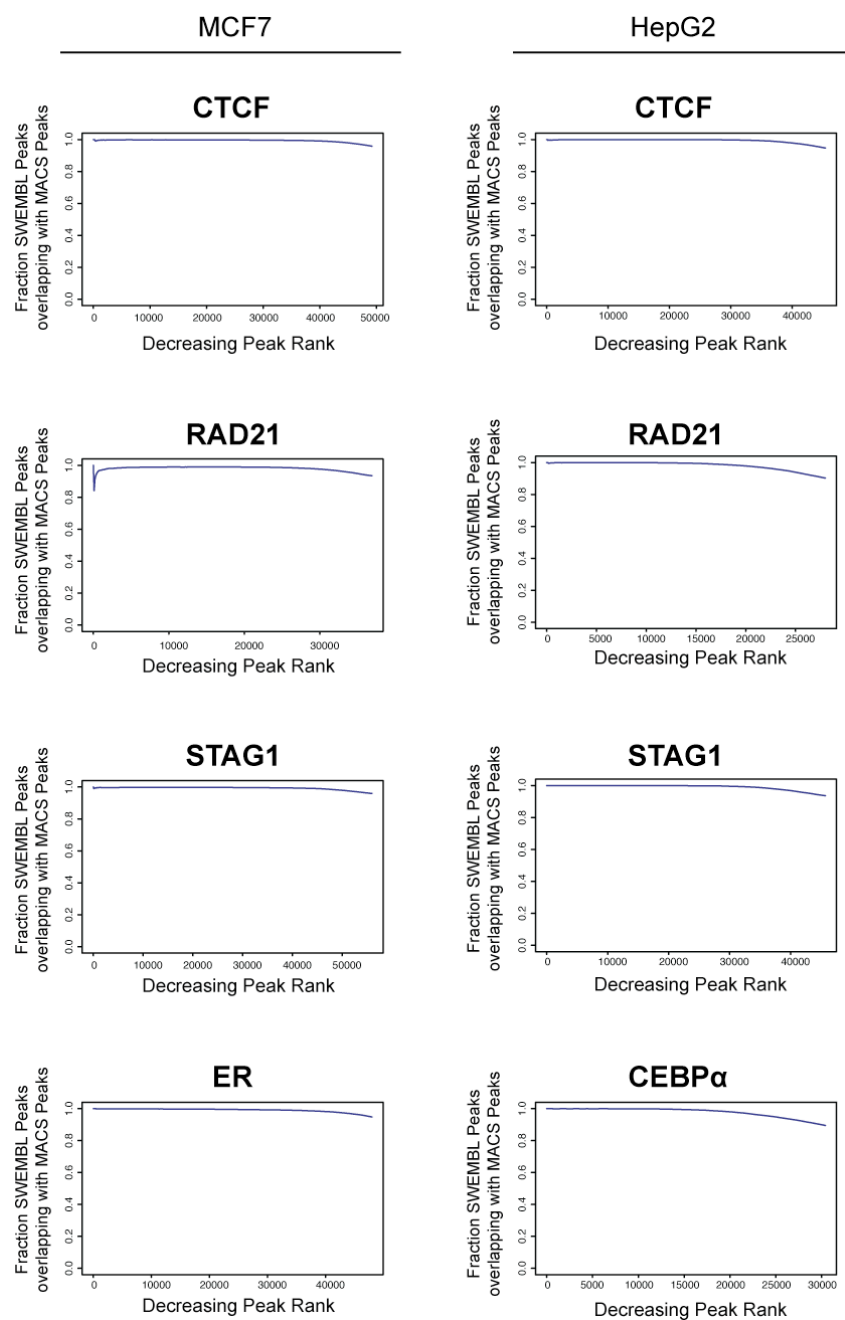 MCF7
HepG2
CTCF
Fraction SWEMBL Peaks
overlapping with MACS Peaks
1.0
0.8
0.6
0.4
0.2
0.0
0 10000 20000 30000 40000 50000
Decreasing Peak Rank
CTCF
Fraction SWEMBL Peaks
overlapping with MACS Peaks
1.0
0.8
0.6
0.4
0.2
0.0
0 10000 20000 30000 40000
Decreasing Peak Rank
RAD21
Fraction SWEMBL Peaks
overlapping with MACS Peaks
1.0
0.8
0.6
0.4
0.2
0.0
0 10000 20000 30000
Decreasing Peak Rank
RAD21
Fraction SWEMBL Peaks
overlapping with MACS Peaks
1.0
0.8
0.6
0.4
0.2
0.0
0 5000 10000 15000 20000 25000
Decreasing Peak Rank
STAG1
Fraction SWEMBL Peaks
overlapping with MACS Peaks
1.0
0.8
0.6
0.4
0.2
0.0
0 10000 20000 30000 40000 50000
Decreasing Peak Rank
STAG1
Fraction SWEMBL Peaks
overlapping with MACS Peaks
1.0
0.8
0.6
0.4
0.2
0.0
0 10000 20000 30000 40000
Decreasing Peak Rank
ER
Fraction SWEMBL Peaks
overlapping with MACS Peaks
1.0
0.8
0.6
0.4
0.2
0.0
0 10000 20000 30000 40000
Decreasing Peak Rank
CEBPα
Fraction SWEMBL Peaks
overlapping with MACS Peaks
1.0
0.8
0.6
0.4
0.2
0.0
0 5000 10000 15000 20000 25000 30000
Decreasing Peak Rank